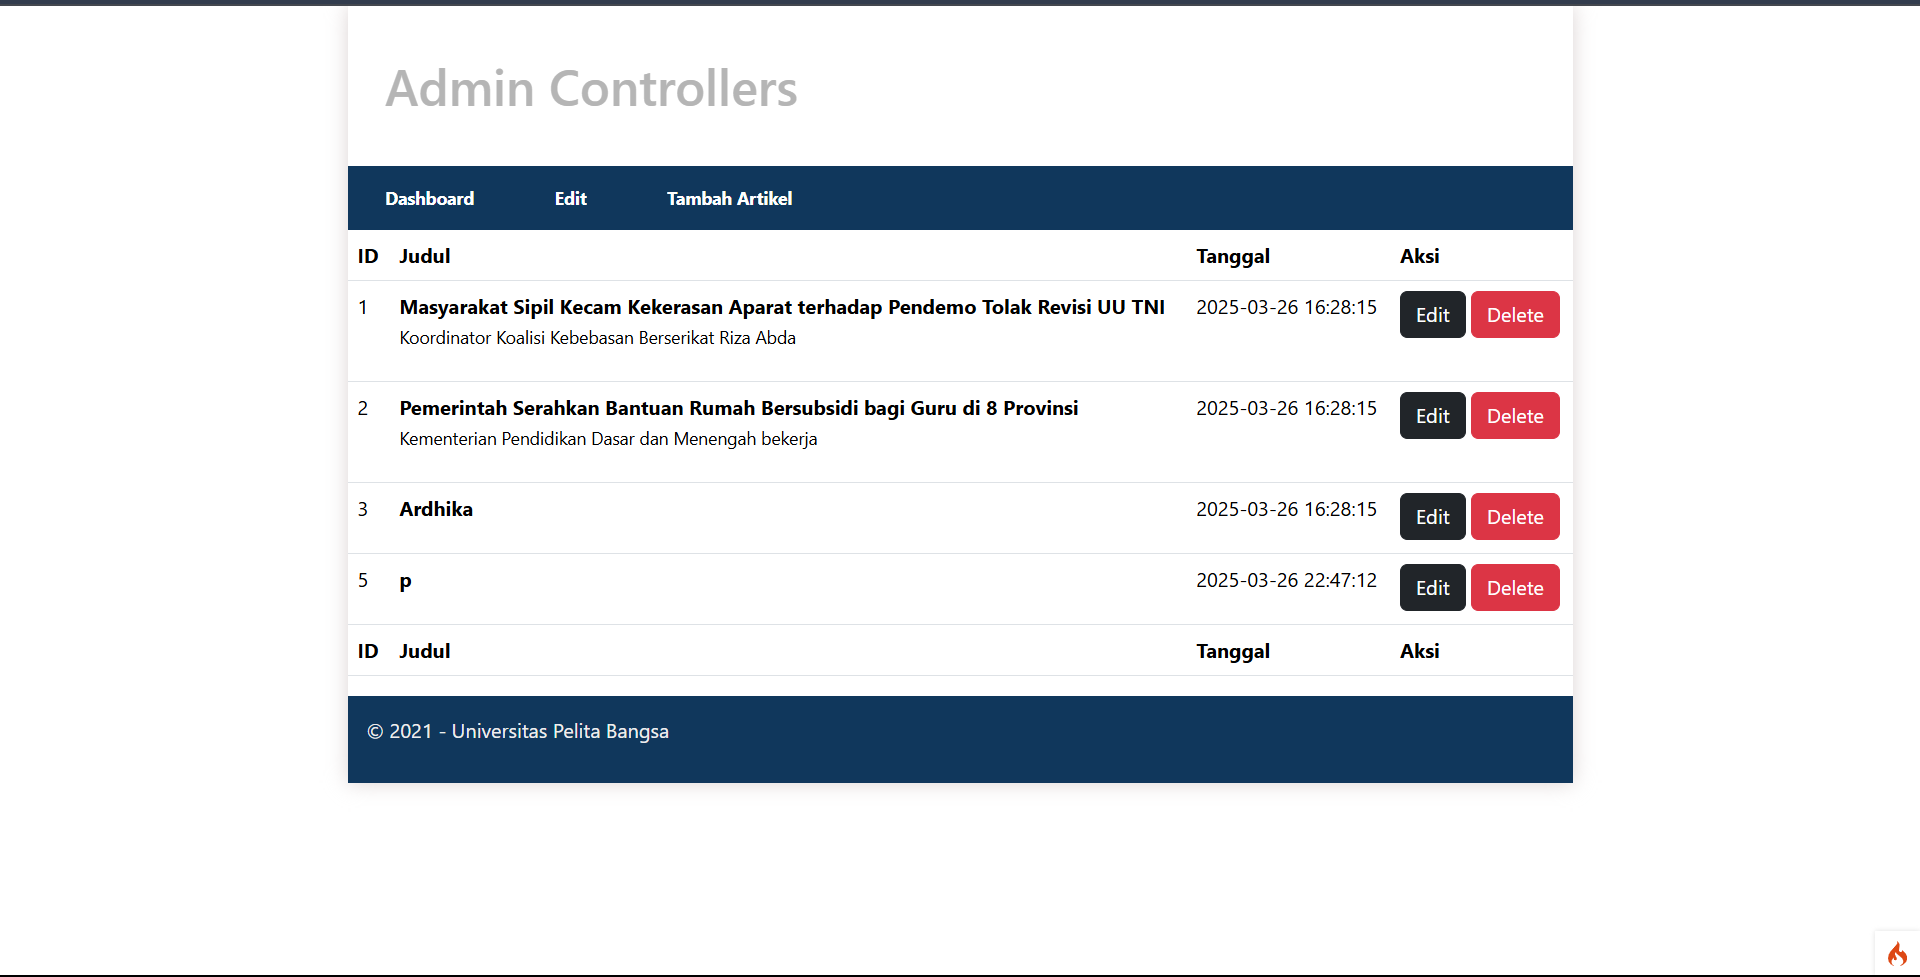 Admin Controllers
Dashboard Edit Tambah Artikel
ID Judul Tanggal Aksi
1 Masyarakat Sipil Kecam Kekerasan Aparat terhadap Pendemo Tolak Revisi UU TNI 2025-03-26 16:28:15 Edit Delete
Koordinator Koalisi Kebebasan Berserikat Riza Abda
2 Pemerintah Serahkan Bantuan Rumah Bersubsidi bagi Guru di 8 Provinsi 2025-03-26 16:28:15 Edit Delete
Kementerian Pendidikan Dasar dan Menengah bekerja
3 Ardhika 2025-03-26 16:28:15 Edit Delete
5 p 2025-03-26 22:47:12 Edit Delete
ID Judul Tanggal Aksi
© 2021 - Universitas Pelita Bangsa